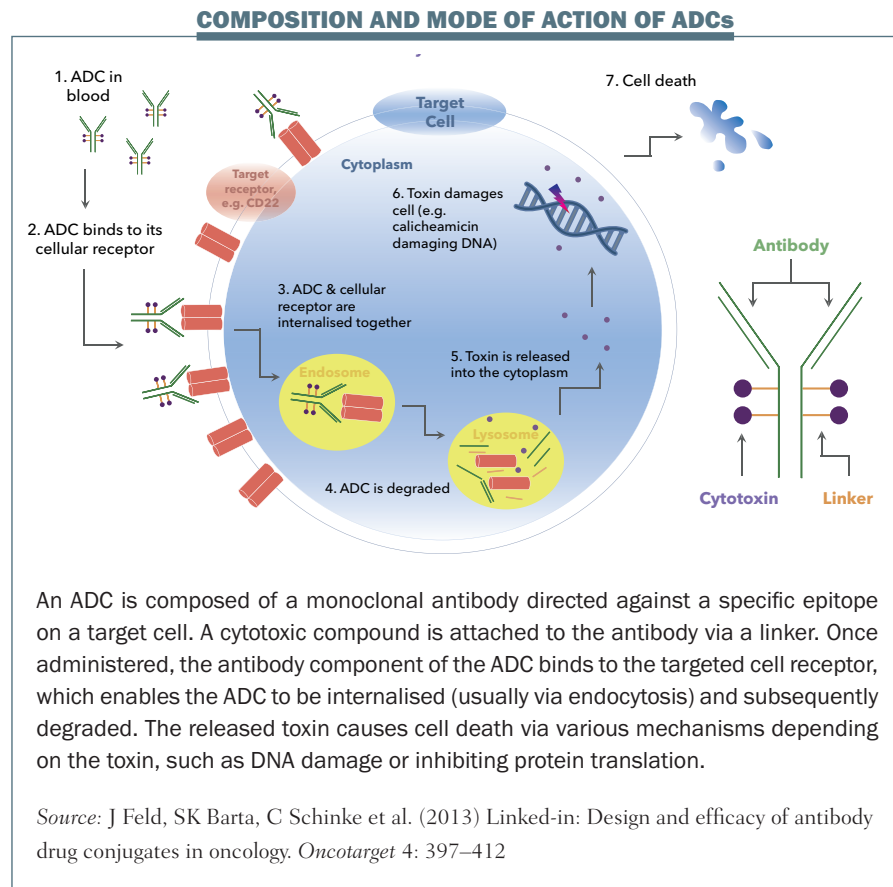 COMPOSITION AND MODE OF ACTION OF ADCs
1. ADC in
blood
2. ADC binds to its
cellular receptor
Target
receptor,
e.g. CD22
Target
Cell
Cytoplasm
3. ADC & cellular
receptor are
internalised together
Endosome
4. ADC is degraded
Lysosome
5. Toxin is released
into the cytoplasm
6. Toxin damages
cell (e.g.
calicheamicin
damaging DNA)
7. Cell death
Antibody
Cytotoxin
Linker
An ADC is composed of a monoclonal antibody directed against a specific epitope
on a target cell. A cytotoxic compound is attached to the antibody via a linker. Once
administered, the antibody component of the ADC binds to the targeted cell receptor,
which enables the ADC to be internalised (usually via endocytosis) and subsequently
degraded. The released toxin causes cell death via various mechanisms depending
on the toxin, such as DNA damage or inhibiting protein translation.
Source: J Feld, SK Barta, C Schinke et al. (2013) Linked-in: Design and efficacy of antibody
drug conjugates in oncology. Oncotarget 4: 397–412